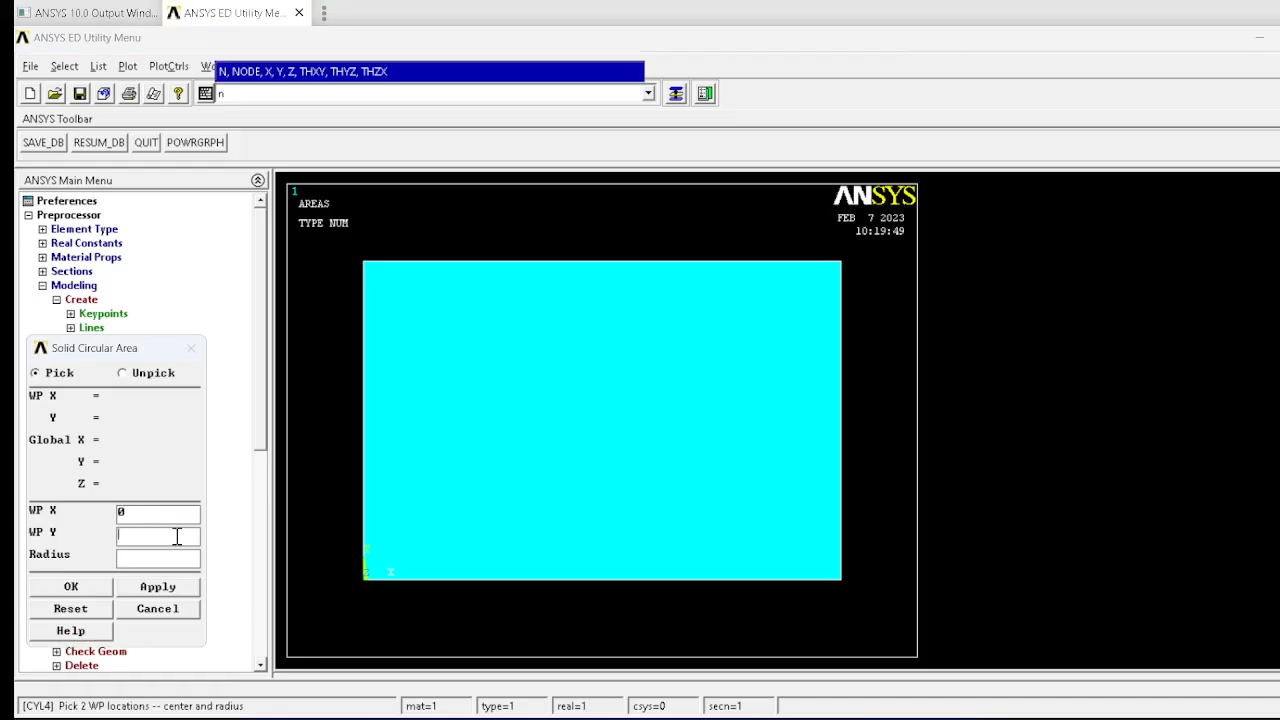 ANSYS 10.0 Output Wind...
ANSYS ED Utility Me...
ANSYS ED Utility Menu
File Select List Plot PlotCtrls
N, NODE, X, Y, Z, THXY, THYZ, THZX
n
ANSYS Toolbar
SAVE_DB RESUM_DB QUIT POWRGRPH
ANSYS Main Menu
Preferences
Preprocessor
Element Type
Real Constants
Material Props
Sections
Modeling
Create
Keypoints
Lines
Solid Circular Area
Pick Unpick
WP X =
Y =
Global X =
Y =
Z =
WP X 0
WP Y
Radius
OK Apply
Reset Cancel
Help
Check Geom
Delete
1
AREAS
TYPE NUM
ANSYS
FEB 7 2023
10:19:49
Z X
[CYL4] Pick 2 WP locations -- center and radius
mat=1 type=1 real=1 csys=0 secn=1